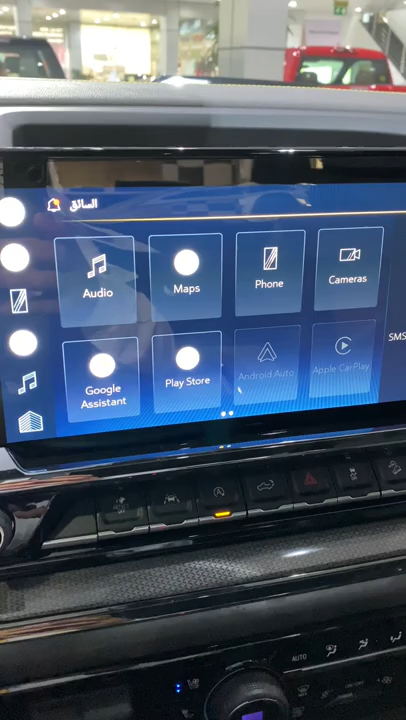 السائق
Audio
Maps
Phone
Cameras
SMS
Google
Assistant
Play Store
Android Auto
Apple CarPlay
AUTO